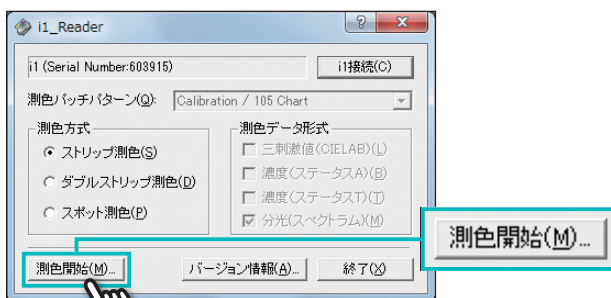 i1_Reader
i1 (Serial Number:603915)
i1接続(C)
測色パッチパターン(Q):
Calibration / 105 Chart
測色方式
測色データ形式
ストリップ測色(S)
ダブルストリップ測色(D)
スポット測色(P)
三刺激値(CIELAB)(L)
濃度(ステータスA)(B)
濃度(ステータスT)(T)
分光(スペクトラム)(M)
測色開始(M)...
バージョン情報(A)...
終了(X)
測色開始(M)...